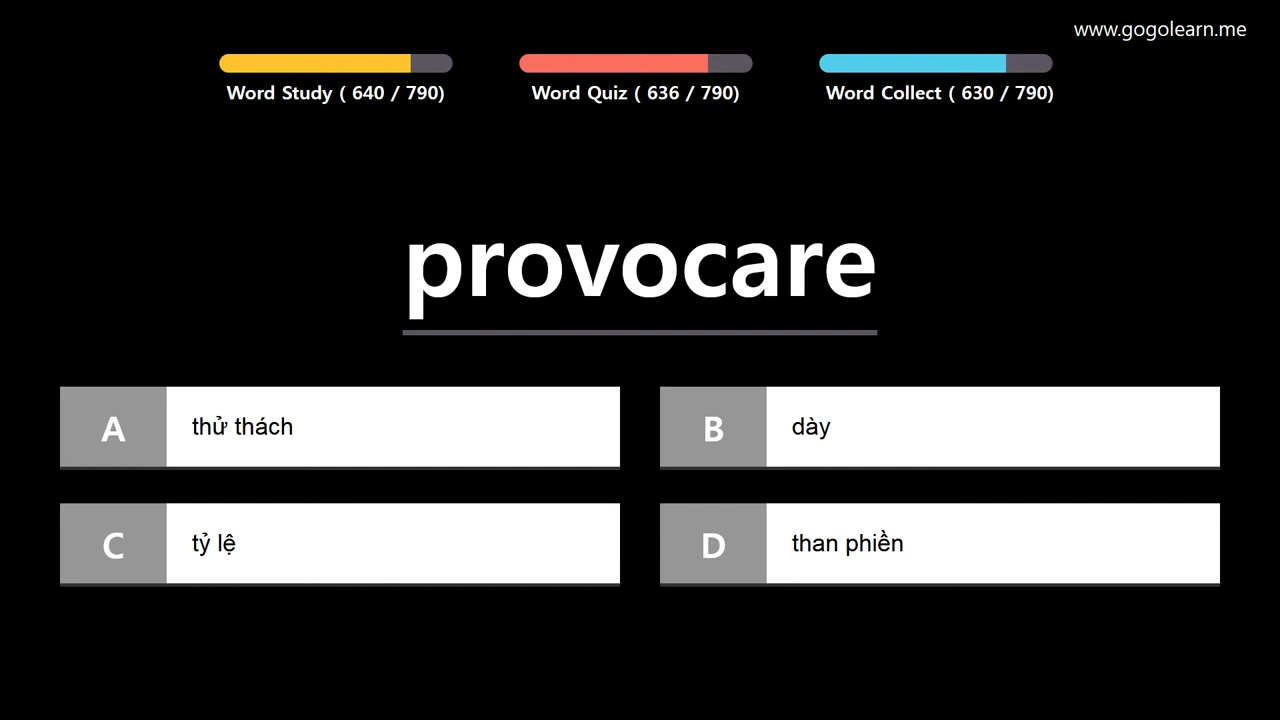 www.gogolearn.me
Word Study ( 640 / 790)
Word Quiz ( 636 / 790)
Word Collect ( 630 / 790)
provocare
A thử thách
B dày
C tỷ lệ
D than phiền